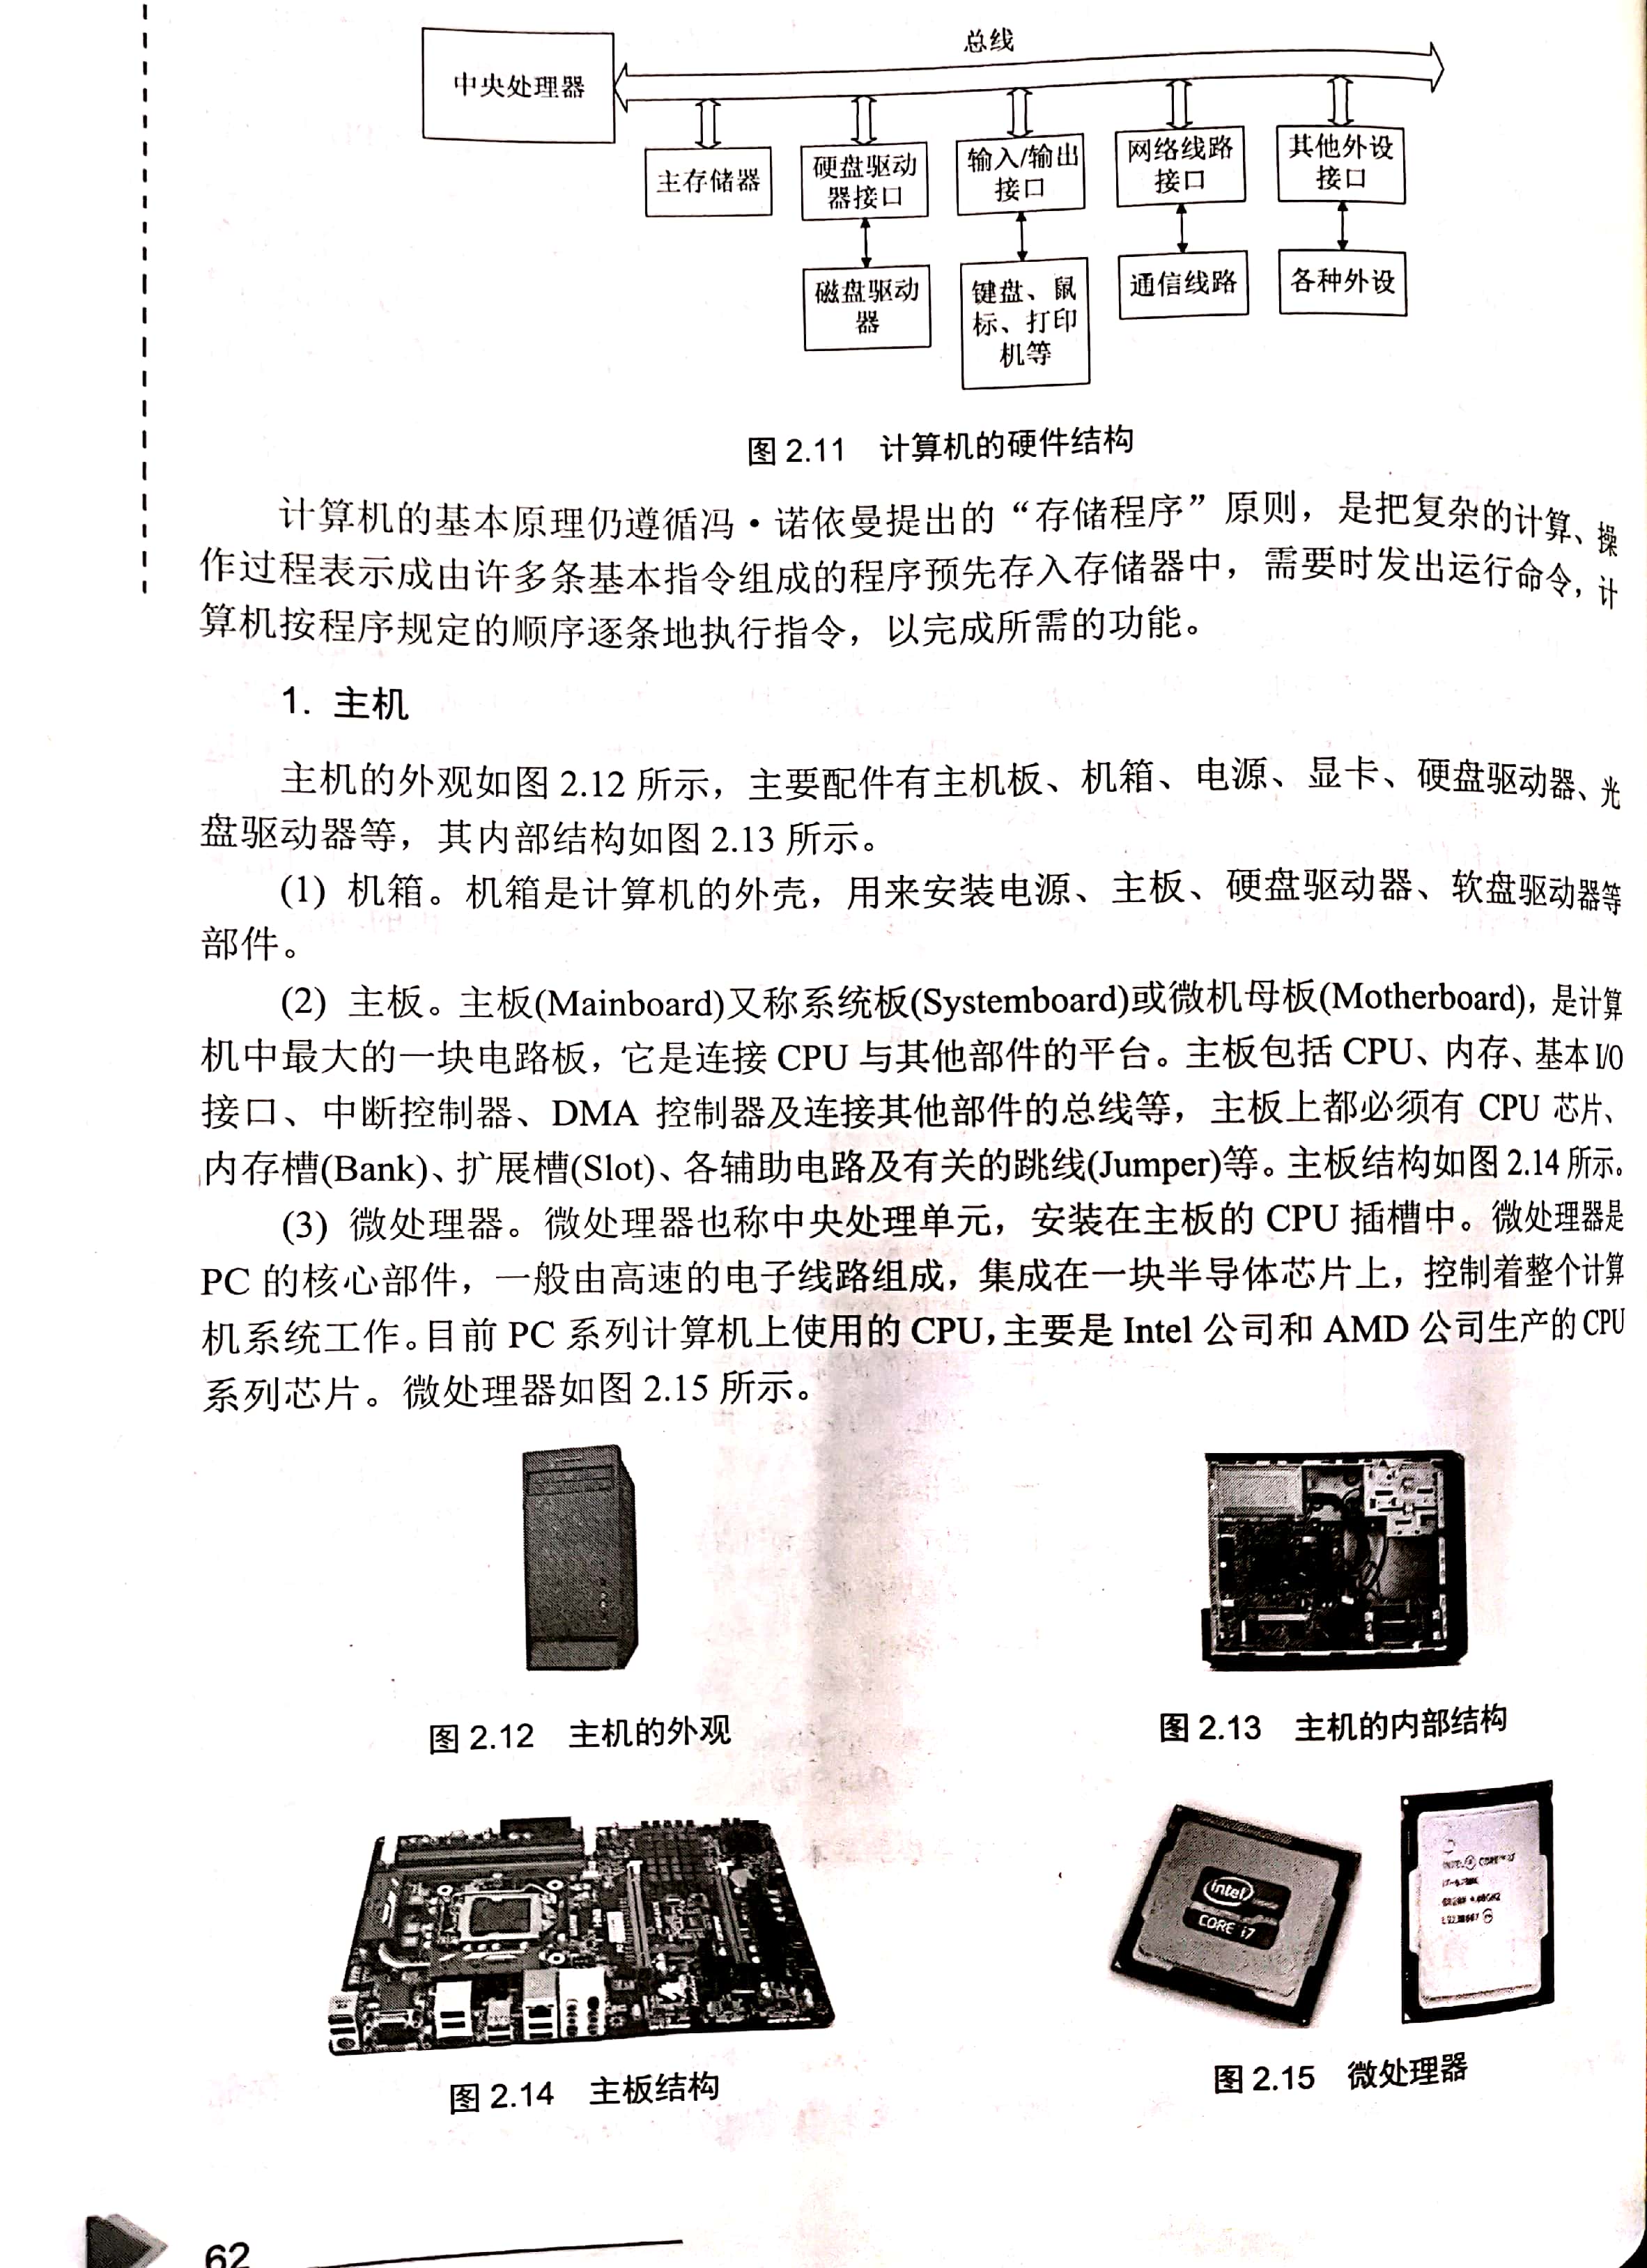 总线
中央处理器
主存储器
硬盘驱动
器接口
输入/输出
接口
网络线路
接口
其他外设
接口
磁盘驱动
器
键盘、鼠
标、打印
机等
通信线路
各种外设
图 2.11 计算机的硬件结构
计算机的基本原理仍遵循冯·诺依曼提出的“存储程序”原则，是把复杂的计算、操
作过程表示成由许多条基本指令组成的程序预先存入存储器中，需要时发出运行命令，计
算机按程序规定的顺序逐条地执行指令，以完成所需的功能。
1. 主机
主机的外观如图 2.12 所示，主要配件有主机板、机箱、电源、显卡、硬盘驱动器、光
盘驱动器等，其内部结构如图 2.13 所示。
(1) 机箱。机箱是计算机的外壳，用来安装电源、主板、硬盘驱动器、软盘驱动器等
部件。
(2) 主板。主板(Mainboard)又称系统板(Systemboard)或微机母板(Motherboard)，是计算
机中最大的一块电路板，它是连接 CPU 与其他部件的平台。主板包括 CPU、内存、基本 I/O
接口、中断控制器、DMA 控制器及连接其他部件的总线等，主板上都必须有 CPU 芯片、
内存槽(Bank)、扩展槽(Slot)、各辅助电路及有关的跳线(Jumper)等。主板结构如图 2.14 所示。
(3) 微处理器。微处理器也称中央处理单元，安装在主板的 CPU 插槽中。微处理器是
PC 的核心部件，一般由高速的电子线路组成，集成在一块半导体芯片上，控制着整个计算
机系统工作。目前 PC 系列计算机上使用的 CPU，主要是 Intel 公司和 AMD 公司生产的 CPU
系列芯片。微处理器如图 2.15 所示。
图 2.12 主机的外观
图 2.13 主机的内部结构
intel
CORE i7
图 2.14 主板结构
图 2.15 微处理器
62